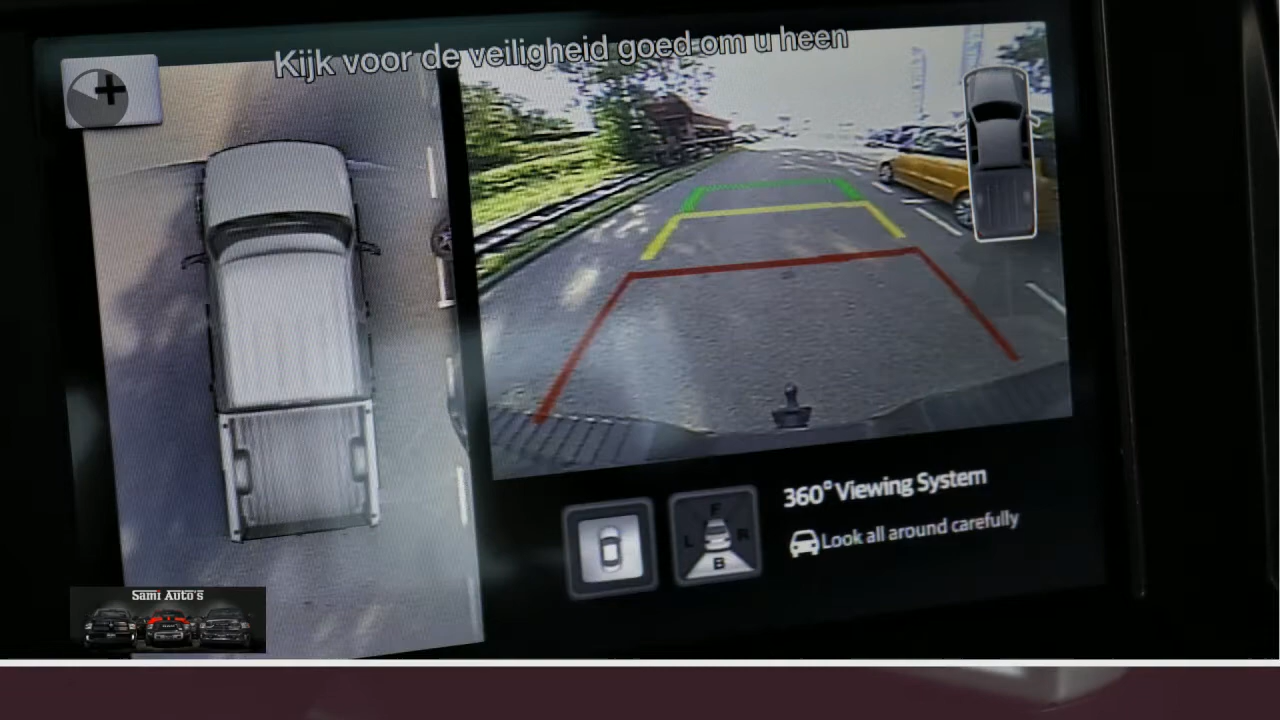 Kijk voor de veiligheid goed om u heen
360° Viewing System
Look all around carefully
F
L R
B
Sami Auto's